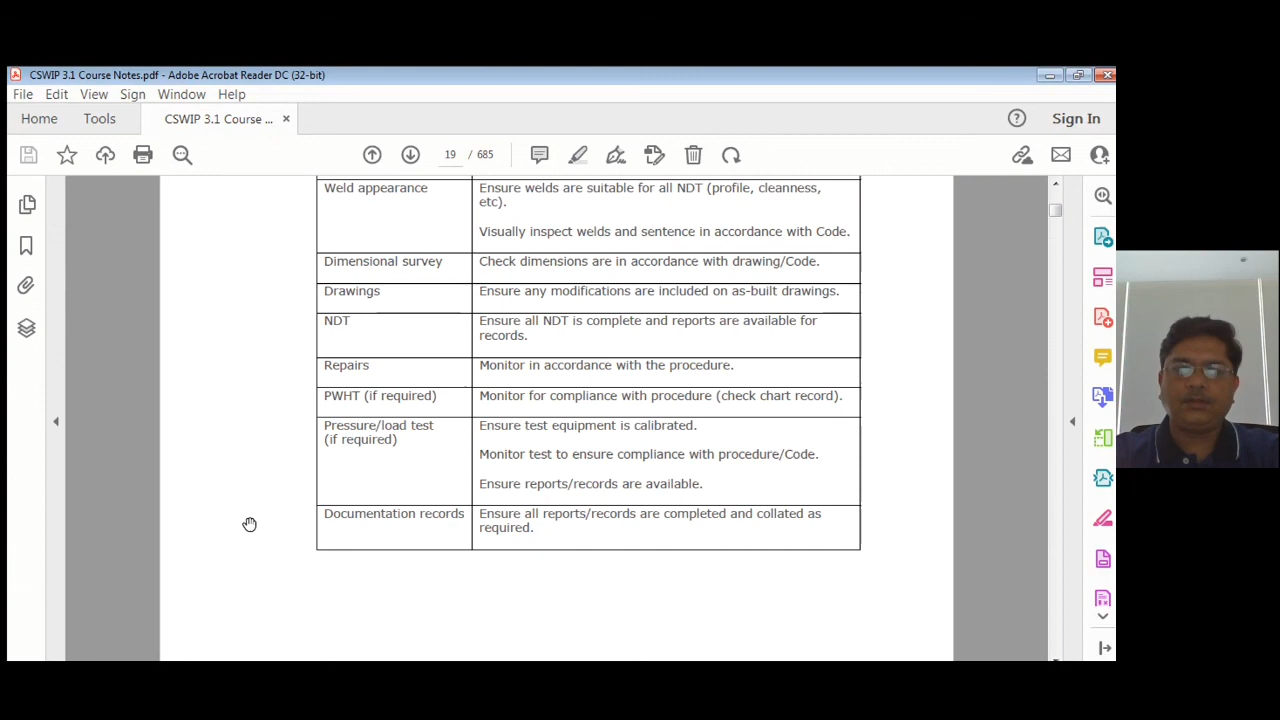 CSWIP 3.1 Course Notes.pdf - Adobe Acrobat Reader DC (32-bit)
File Edit View Sign Window Help
Home Tools CSWIP 3.1 Course ... × Sign In
19 / 685
Weld appearance
Ensure welds are suitable for all NDT (profile, cleanness,
etc).
Visually inspect welds and sentence in accordance with Code.
Dimensional survey
Check dimensions are in accordance with drawing/Code.
Drawings
Ensure any modifications are included on as-built drawings.
NDT
Ensure all NDT is complete and reports are available for
records.
Repairs
Monitor in accordance with the procedure.
PWHT (if required)
Monitor for compliance with procedure (check chart record).
Pressure/load test
(if required)
Ensure test equipment is calibrated.
Monitor test to ensure compliance with procedure/Code.
Ensure reports/records are available.
Documentation records
Ensure all reports/records are completed and collated as
required.